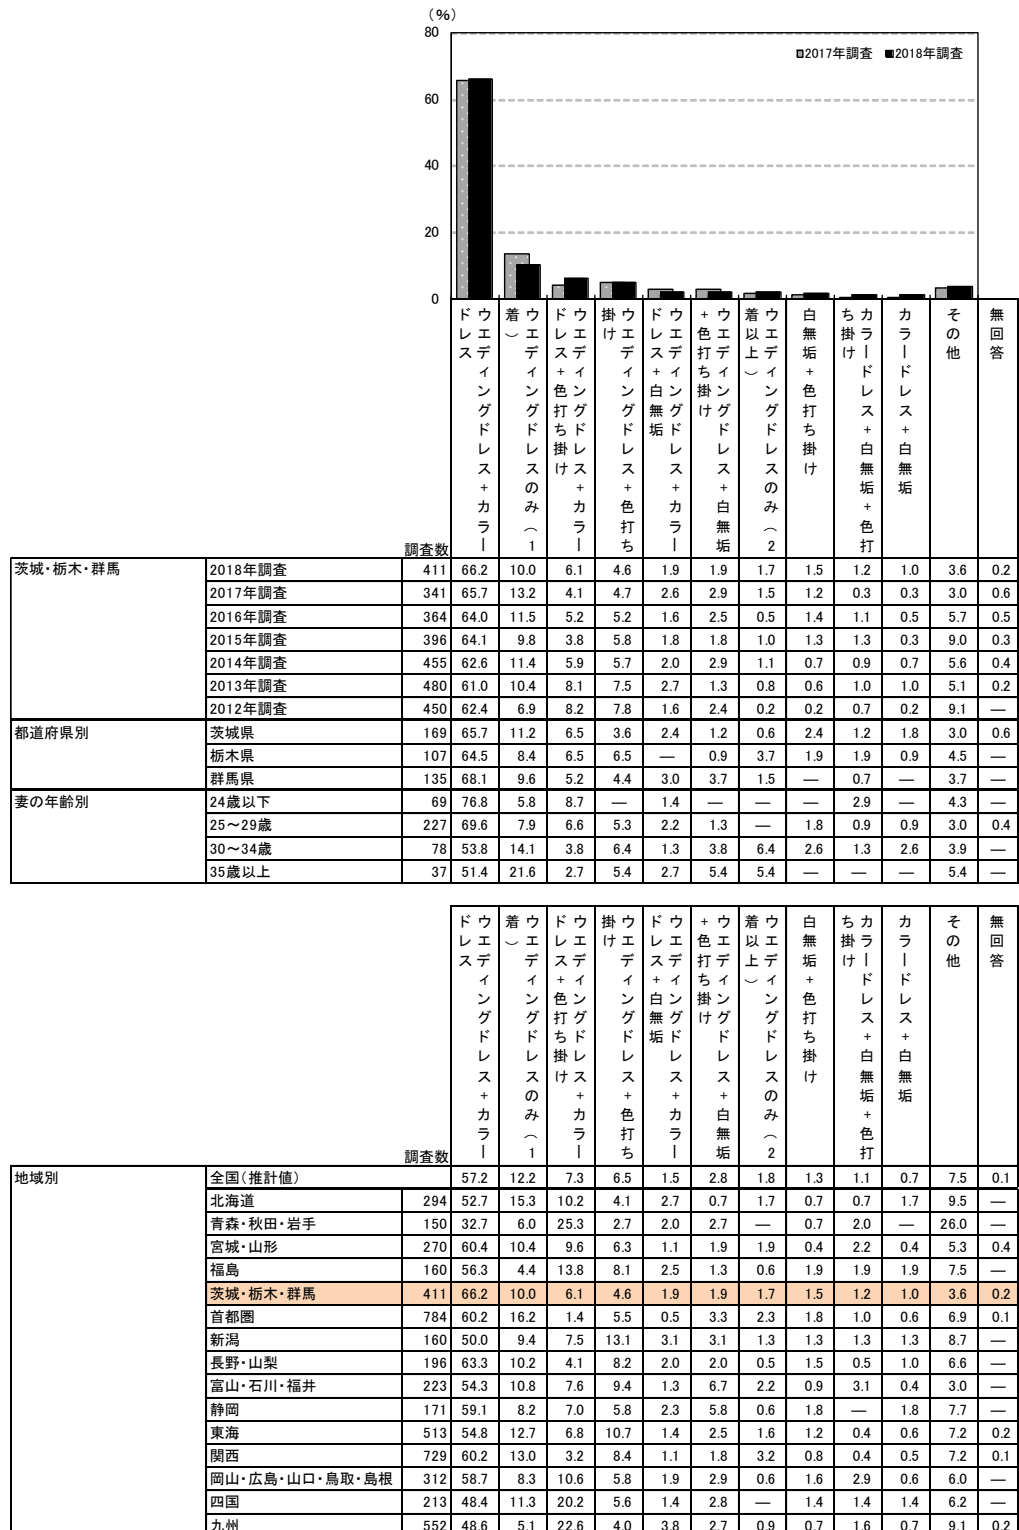 (%)
80
60
40
20
0
2017年調査 2018年調査
ウエディングドレス+カラードレス
ウエディングドレスのみ(1着)
ウエディングドレス+カラードレス+色打ち掛け
ウエディングドレス+色打ち掛け
ウエディングドレス+カラードレス+白無垢
ウエディングドレス+白無垢+色打ち掛け
ウエディングドレスのみ(2着以上)
白無垢+色打ち掛け
カラードレス+白無垢+色打ち掛け
カラードレス+白無垢
その他
無回答
調査数
茨城・栃木・群馬 2018年調査 411 66.2 10.0 6.1 4.6 1.9 1.9 1.7 1.5 1.2 1.0 3.6 0.2
2017年調査 341 65.7 13.2 4.1 4.7 2.6 2.9 1.5 1.2 0.3 0.3 3.0 0.6
2016年調査 364 64.0 11.5 5.2 5.2 1.6 2.5 0.5 1.4 1.1 0.5 5.7 0.5
2015年調査 396 64.1 9.8 3.8 5.8 1.8 1.8 1.0 1.3 1.3 0.3 9.0 0.3
2014年調査 455 62.6 11.4 5.9 5.7 2.0 2.9 1.1 0.7 0.9 0.7 5.6 0.4
2013年調査 480 61.0 10.4 8.1 7.5 2.7 1.3 0.8 0.6 1.0 1.0 5.1 0.2
2012年調査 450 62.4 6.9 8.2 7.8 1.6 2.4 0.2 0.2 0.7 0.2 9.1 ―
都道府県別 茨城県 169 65.7 11.2 6.5 3.6 2.4 1.2 0.6 2.4 1.2 1.8 3.0 0.6
栃木県 107 64.5 8.4 6.5 6.5 ― 0.9 3.7 1.9 1.9 0.9 4.5 ―
群馬県 135 68.1 9.6 5.2 4.4 3.0 3.7 1.5 ― 0.7 ― 3.7 ―
妻の年齢別 24歳以下 69 76.8 5.8 8.7 ― 1.4 ― ― ― 2.9 ― 4.3 ―
25～29歳 227 69.6 7.9 6.6 5.3 2.2 1.3 ― 1.8 0.9 0.9 3.0 0.4
30～34歳 78 53.8 14.1 3.8 6.4 1.3 3.8 6.4 2.6 1.3 2.6 3.9 ―
35歳以上 37 51.4 21.6 2.7 5.4 2.7 5.4 5.4 ― ― ― 5.4 ―
ウエディングドレス+カラードレス
ウエディングドレスのみ(1着)
ウエディングドレス+カラードレス+色打ち掛け
ウエディングドレス+色打ち掛け
ウエディングドレス+カラードレス+白無垢
ウエディングドレス+白無垢+色打ち掛け
ウエディングドレスのみ(2着以上)
白無垢+色打ち掛け
カラードレス+白無垢+色打ち掛け
カラードレス+白無垢
その他
無回答
調査数
地域別 全国(推計値) 57.2 12.2 7.3 6.5 1.5 2.8 1.8 1.3 1.1 0.7 7.5 0.1
北海道 294 52.7 15.3 10.2 4.1 2.7 0.7 1.7 0.7 0.7 1.7 9.5 ―
青森・秋田・岩手 150 32.7 6.0 25.3 2.7 2.0 2.7 ― 0.7 2.0 ― 26.0 ―
宮城・山形 270 60.4 10.4 9.6 6.3 1.1 1.9 1.9 0.4 2.2 0.4 5.3 0.4
福島 160 56.3 4.4 13.8 8.1 2.5 1.3 0.6 1.9 1.9 1.9 7.5 ―
茨城・栃木・群馬 411 66.2 10.0 6.1 4.6 1.9 1.9 1.7 1.5 1.2 1.0 3.6 0.2
首都圏 784 60.2 16.2 1.4 5.5 0.5 3.3 2.3 1.8 1.0 0.6 6.9 0.1
新潟 160 50.0 9.4 7.5 13.1 3.1 3.1 1.3 1.3 1.3 1.3 8.7 ―
長野・山梨 196 63.3 10.2 4.1 8.2 2.0 2.0 0.5 1.5 0.5 1.0 6.6 ―
富山・石川・福井 223 54.3 10.8 7.6 9.4 1.3 6.7 2.2 0.9 3.1 0.4 3.0 ―
静岡 171 59.1 8.2 7.0 5.8 2.3 5.8 0.6 1.8 ― 1.8 7.7 ―
東海 513 54.8 12.7 6.8 10.7 1.4 2.5 1.6 1.2 0.4 0.6 7.2 0.2
関西 729 60.2 13.0 3.2 8.4 1.1 1.8 3.2 0.8 0.4 0.5 7.2 0.1
岡山・広島・山口・鳥取・島根 312 58.7 8.3 10.6 5.8 1.9 2.9 0.6 1.6 2.9 0.6 6.0 ―
四国 213 48.4 11.3 20.2 5.6 1.4 2.8 ― 1.4 1.4 1.4 6.2 ―
九州 552 48.6 5.1 22.6 4.0 3.8 2.7 0.9 0.7 1.6 0.7 9.1 0.2